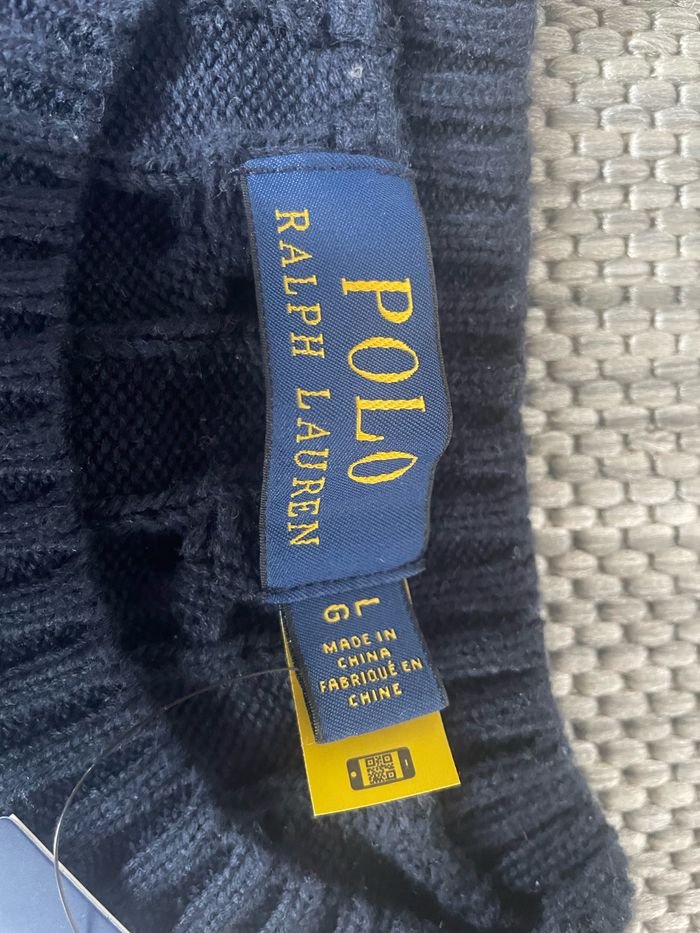 POLO
RALPH LAUREN
L
G
MADE IN
CHINA
FABRIQUÉ EN
CHINE